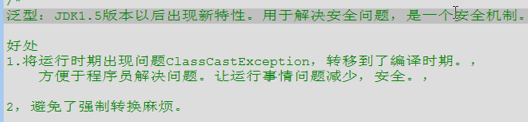 /*
泛型：JDK1.5版本以后出现新特性。用于解决安全问题，是一个安全机制。
好处
1.将运行时期出现问题ClassCastException，转移到了编译时期。，
方便于程序员解决问题。让运行事情问题减少，安全。，
2，避免了强制转换麻烦。